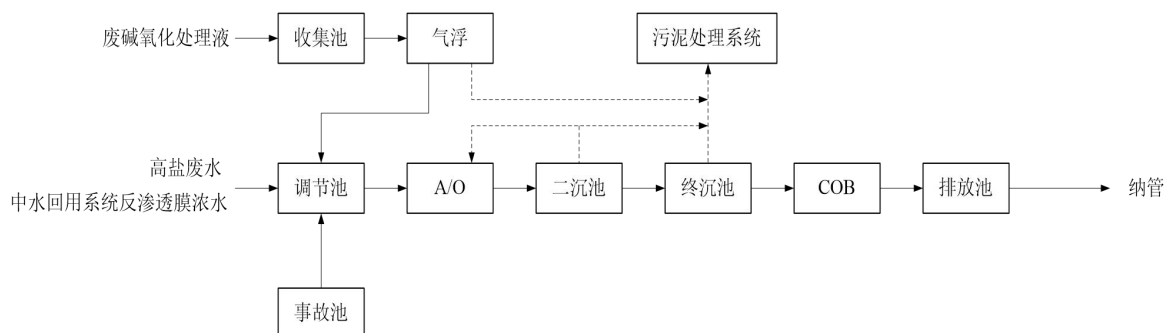 废碱氧化处理液
收集池
气浮
污泥处理系统
高盐废水
中水回用系统反渗透膜浓水
调节池
A/O
二沉池
终沉池
COB
排放池
纳管
事故池